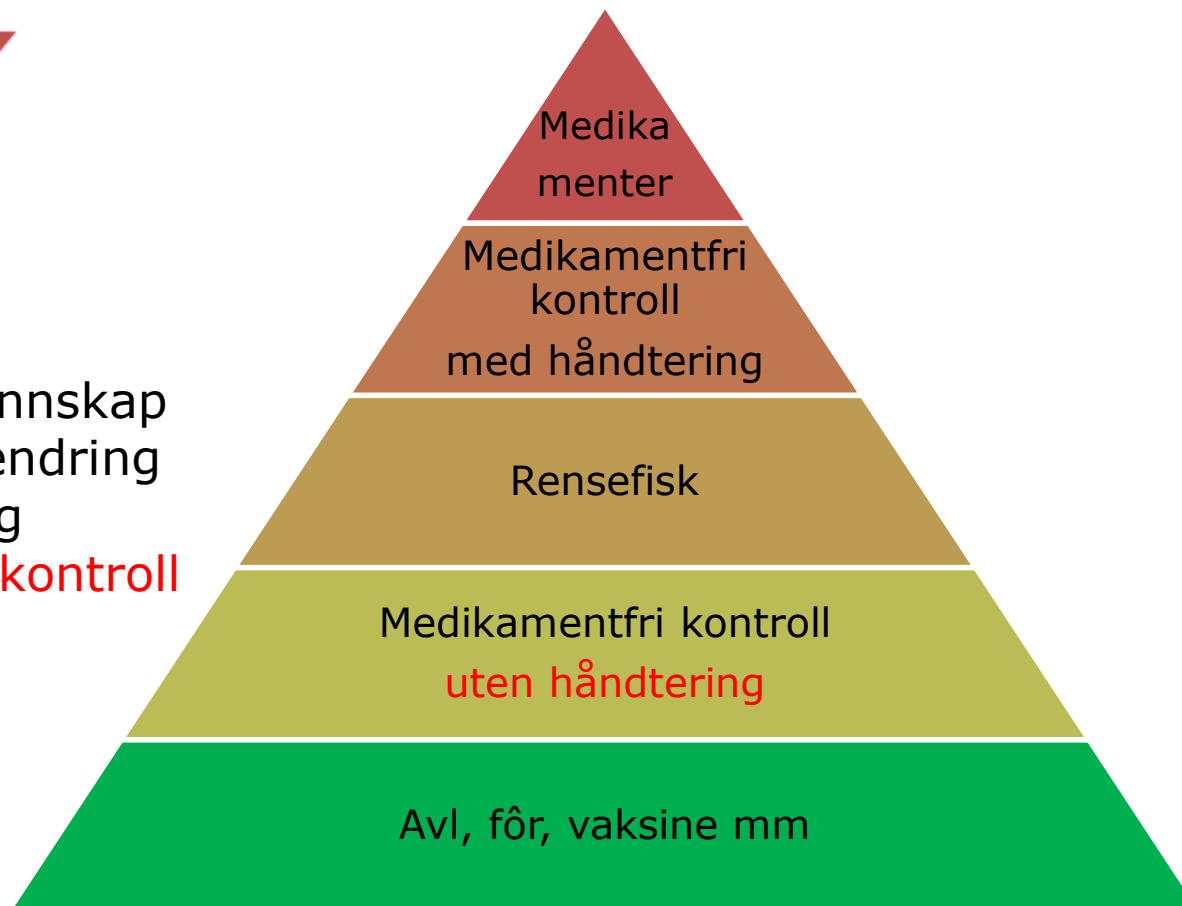 Medika
menter
Medikamentfri
kontroll
med håndtering
nnskap
endring
g
kontroll
Rensefisk
Medikamentfri kontroll
uten håndtering
Avl, fôr, vaksine mm